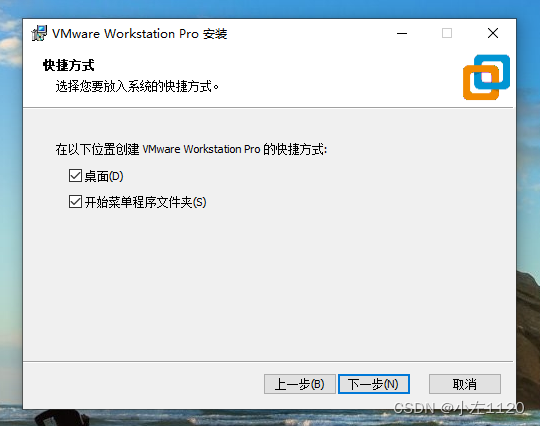 VMware Workstation Pro 安装
快捷方式
选择您要放入系统的快捷方式。
在以下位置创建 VMware Workstation Pro 的快捷方式:
桌面(D)
开始菜单程序文件夹(S)
上一步(B) 下一步(N) 取消
CSDN @小左1120